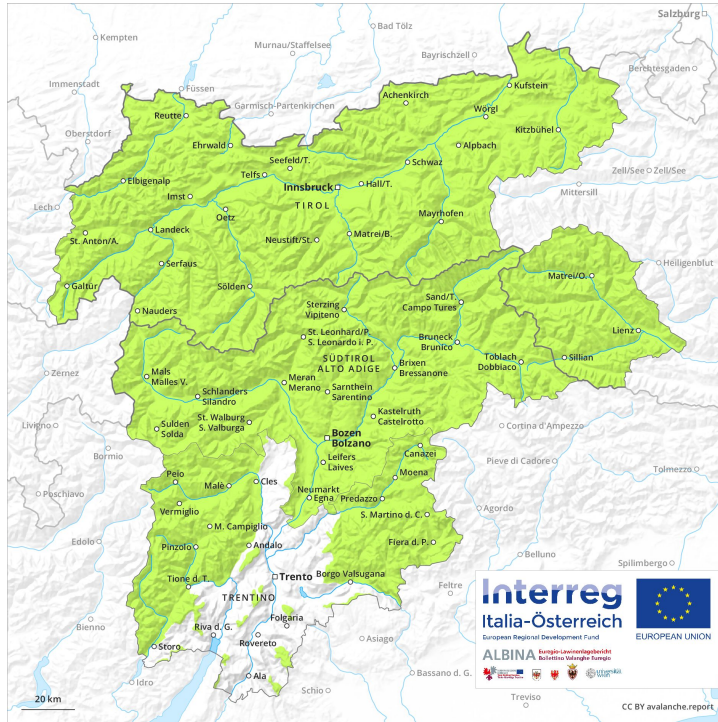 Salzburg
Kempten
Bad Tölz
Murnau/Staffelsee
Bayrischzell
Berchtesgaden
Immenstadt
Füssen
Garmisch-Partenkirchen
Achenkirch
Kufstein
Reutte
Wörgl
Oberstdorf
Ehrwald
Kitzbühel
Alpbach
Seefeld/T.
Schwaz
Zell/See
Zell/See
Telfs
Elbigenalp
Innsbruck
Hall/T.
Mittersill
Imst
TIROL
Lech
Oetz
Mayrhofen
St. Anton/A.
Landeck
Neustift/St.
Matrei/B.
Serfaus
Heiligenblut
Matrei/O.
Galtür
Sölden
Sand/T.
Campo Tures
Nauders
Sterzing
Vipiteno
Lienz
St. Leonhard/P.
S. Leonardo i. P.
Bruneck
Brunico
SÜDTIROL
ALTO ADIGE
Toblach
Dobbiaco
Sillian
Brixen
Bressanone
Zernez
Mals
Malles V.
Meran
Merano
Sarnthein
Sarentino
Schlanders
Silandro
Kastelruth
Castelrotto
St. Walburg
S. Valburga
Sulden
Solda
Livigno
Cortina d'Ampezzo
Bozen
Bolzano
Bormio
Canazei
Pieve di Cadore
Leifers
Laives
Tolmezzo
Peio
Moena
Malè
Cles
Poschiavo
Neumarkt
Egna
Predazzo
Vermiglio
Agordo
S. Martino d. C.
M. Campiglio
Edolo
Pinzolo
Andalo
Fiera d. P.
Belluno
Spilimbergo
Tione d. T.
Trento
Borgo Valsugana
Feltre
TRENTINO
Bienno
Riva d. G.
Folgaria
Storo
Rovereto
Asiago
Idro
Ala
Schio
Bassano d. G.
Treviso
Interreg
Italia-Österreich
European Regional Development Fund
EUROPEAN UNION
ALBINA
Euregio-Lawinenlagebericht
Bollettino Valanghe Euregio
universität
wien
20 km
CC BY avalanche.report